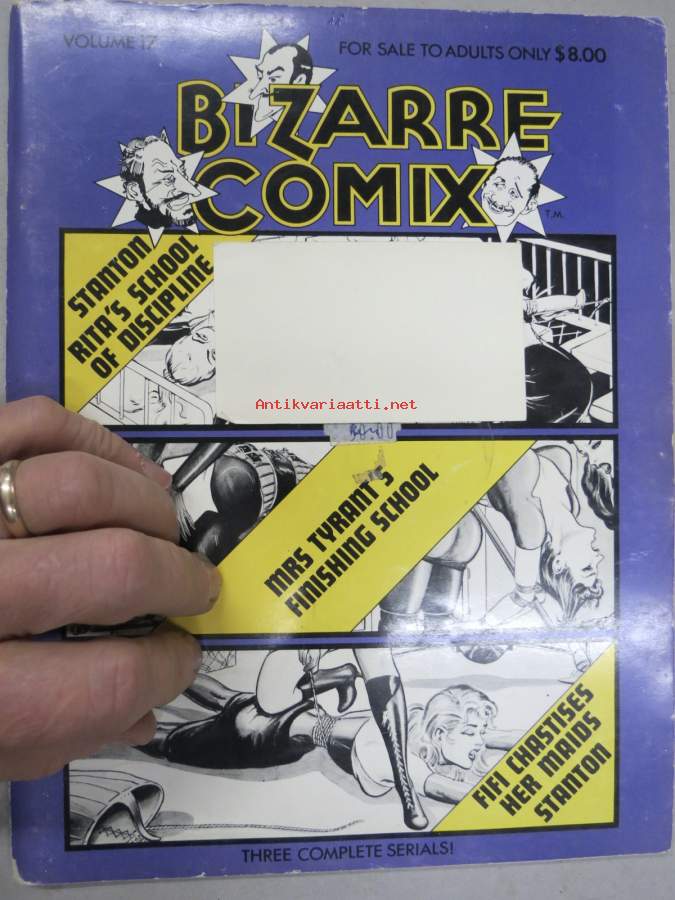 VOLUME 17
FOR SALE TO ADULTS ONLY $8.00
BIZARRE
COMIX
T.M.
STANTON
RITA'S SCHOOL
OF DISCIPLINE
Antikvariaatti.net
MRS TYRANT'S
FINISHING SCHOOL
FIFI CHASTISES
HER MAIDS
STANTON
THREE COMPLETE SERIALS!